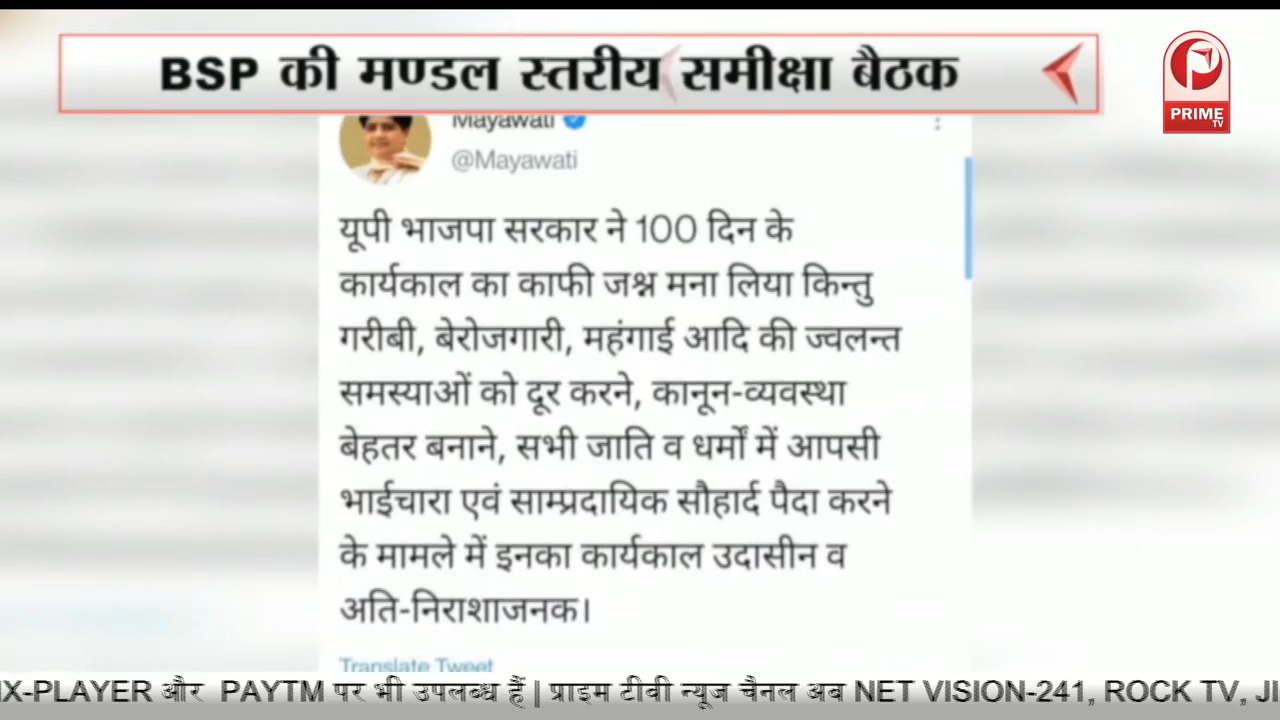 BSP की मण्डल स्तरीय समीक्षा बैठक
PRIME
TV
Mayawati
@Mayawati
यूपी भाजपा सरकार ने 100 दिन के
कार्यकाल का काफी जश्न मना लिया किन्तु
गरीबी, बेरोजगारी, महंगाई आदि की ज्वलन्त
समस्याओं को दूर करने, कानून-व्यवस्था
बेहतर बनाने, सभी जाति व धर्मों में आपसी
भाईचारा एवं साम्प्रदायिक सौहार्द पैदा करने
के मामले में इनका कार्यकाल उदासीन व
अति-निराशाजनक।
Translate Tweet
X-PLAYER और PAYTM पर भी उपलब्ध हैं | प्राइम टीवी न्यूज चैनल अब NET VISION-241, ROCK TV, JI